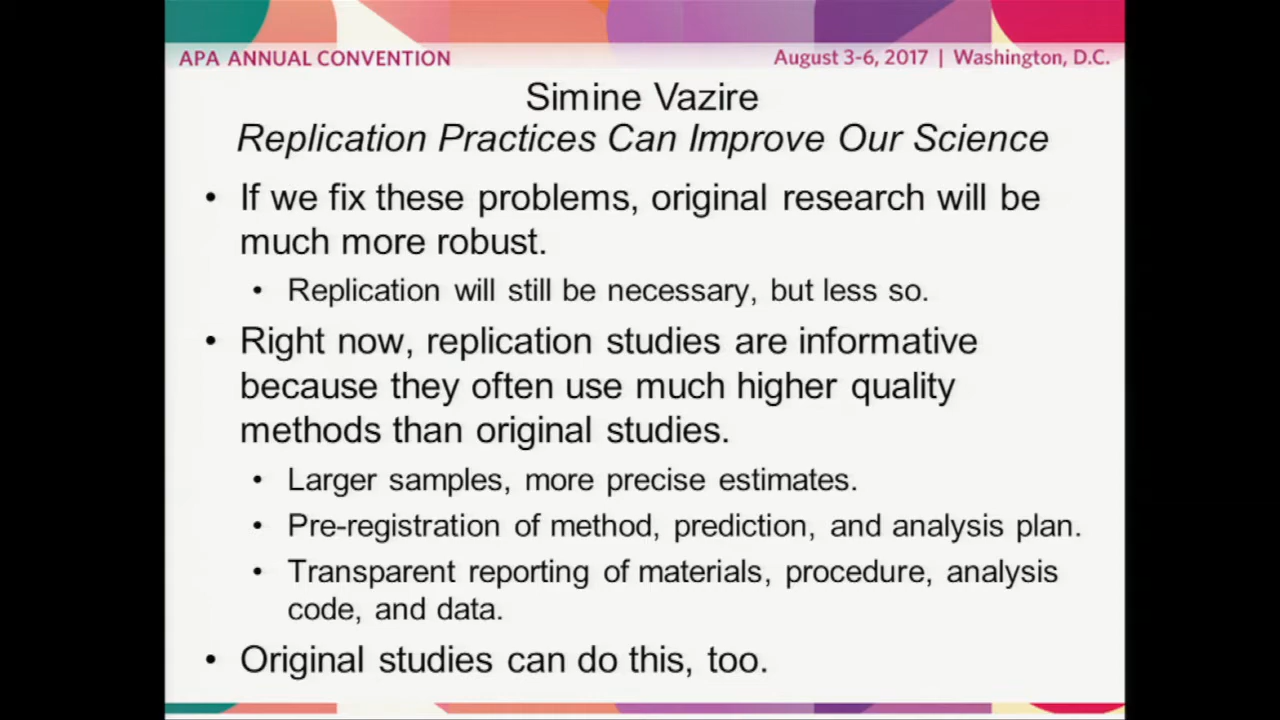 APA ANNUAL CONVENTION
August 3-6, 2017 | Washington, D.C.
Simine Vazire
Replication Practices Can Improve Our Science
• If we fix these problems, original research will be
much more robust.
• Replication will still be necessary, but less so.
• Right now, replication studies are informative
because they often use much higher quality
methods than original studies.
• Larger samples, more precise estimates.
• Pre-registration of method, prediction, and analysis plan.
• Transparent reporting of materials, procedure, analysis
code, and data.
• Original studies can do this, too.